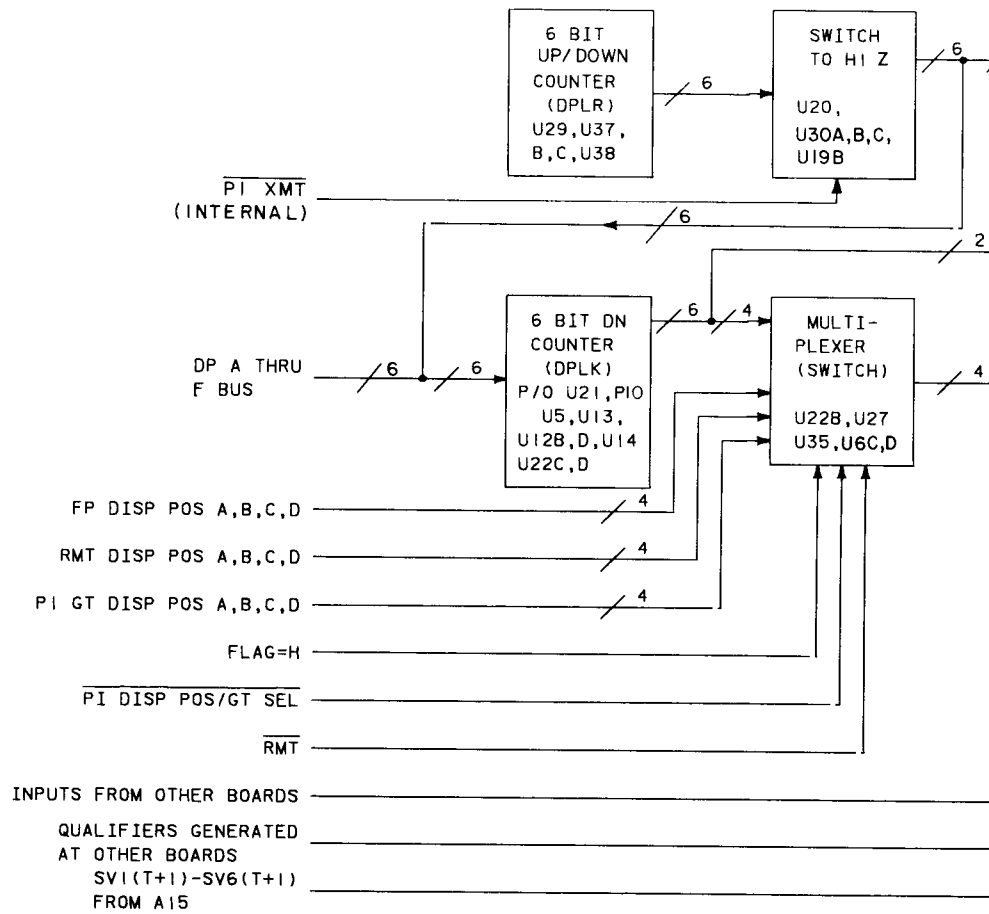 6 BIT
UP/DOWN
COUNTER
(DPLR)
U29,U37,
B,C,U38
6
SWITCH
TO HI Z
U20,
U30A,B,C,
U19B
6
PI XMT
(INTERNAL)
6
2
DP A THRU
F BUS
6
6
6 BIT DN
COUNTER
(DPLK)
P/O U21,P10
U5,U13,
U12B,D,U14
U22C,D
6
4
MULTI-
PLEXER
(SWITCH)
U22B,U27
U35,U6C,D
4
FP DISP POS A,B,C,D
4
RMT DISP POS A,B,C,D
4
PI GT DISP POS A,B,C,D
4
FLAG=H
PI DISP POS/GT SEL
RMT
INPUTS FROM OTHER BOARDS
QUALIFIERS GENERATED
AT OTHER BOARDS
SV1(T+1)-SV6(T+1)
FROM A15